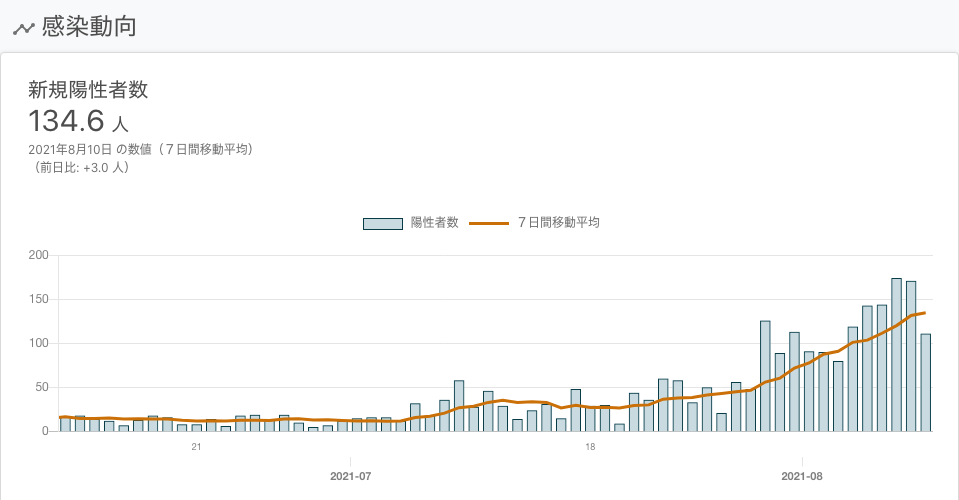 感染動向
新規陽性者数
134.6 人
2021年8月10日 の数値（７日間移動平均）
（前日比: +3.0 人）
陽性者数 ７日間移動平均
200
150
100
50
0
21 18
2021-07 2021-08